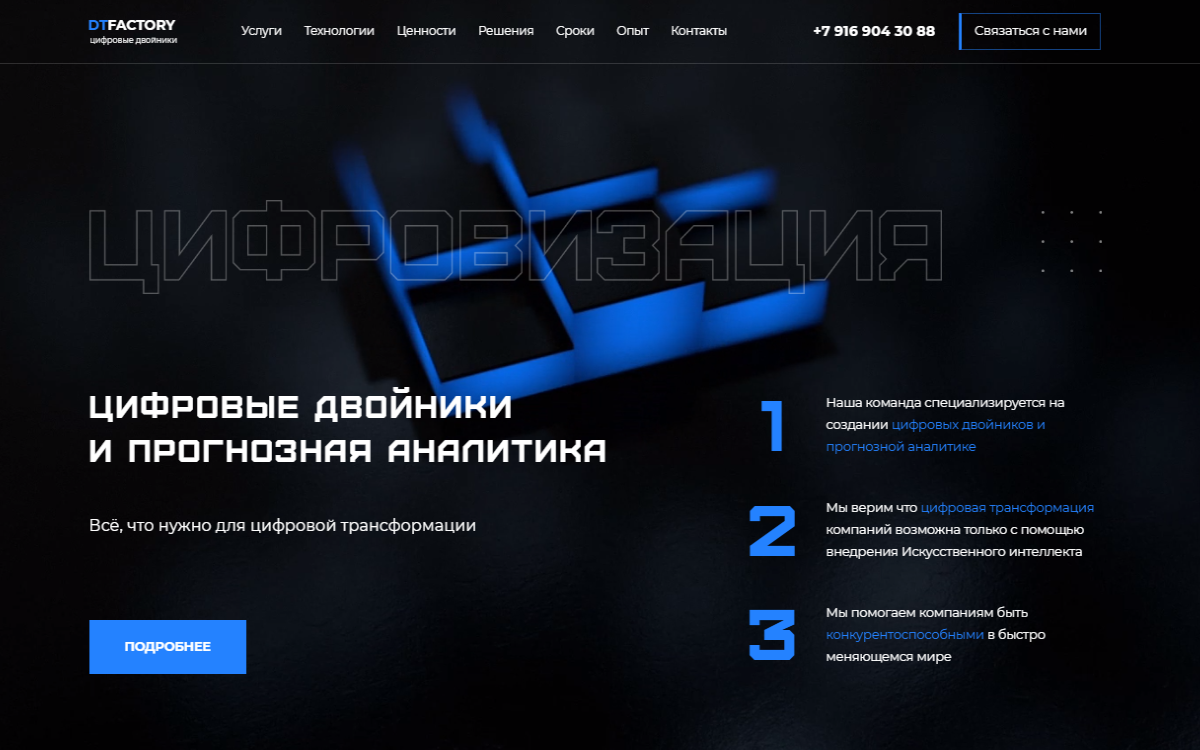 DTFACTORY
цифровые двойники
Услуги Технологии Ценности Решения Сроки Опыт Контакты
+7 916 904 30 88
Связаться с нами
ЦИФРОВИЗАЦИЯ
ЦИФРОВЫЕ ДВОЙНИКИ
И ПРОГНОЗНАЯ АНАЛИТИКА
Всё, что нужно для цифровой трансформации
ПОДРОБНЕЕ
1
Наша команда специализируется на
создании цифровых двойников и
прогнозной аналитике
2
Мы верим что цифровая трансформация
компаний возможна только с помощью
внедрения Искусственного интеллекта
3
Мы помогаем компаниям быть
конкурентоспособными в быстро
меняющемся мире